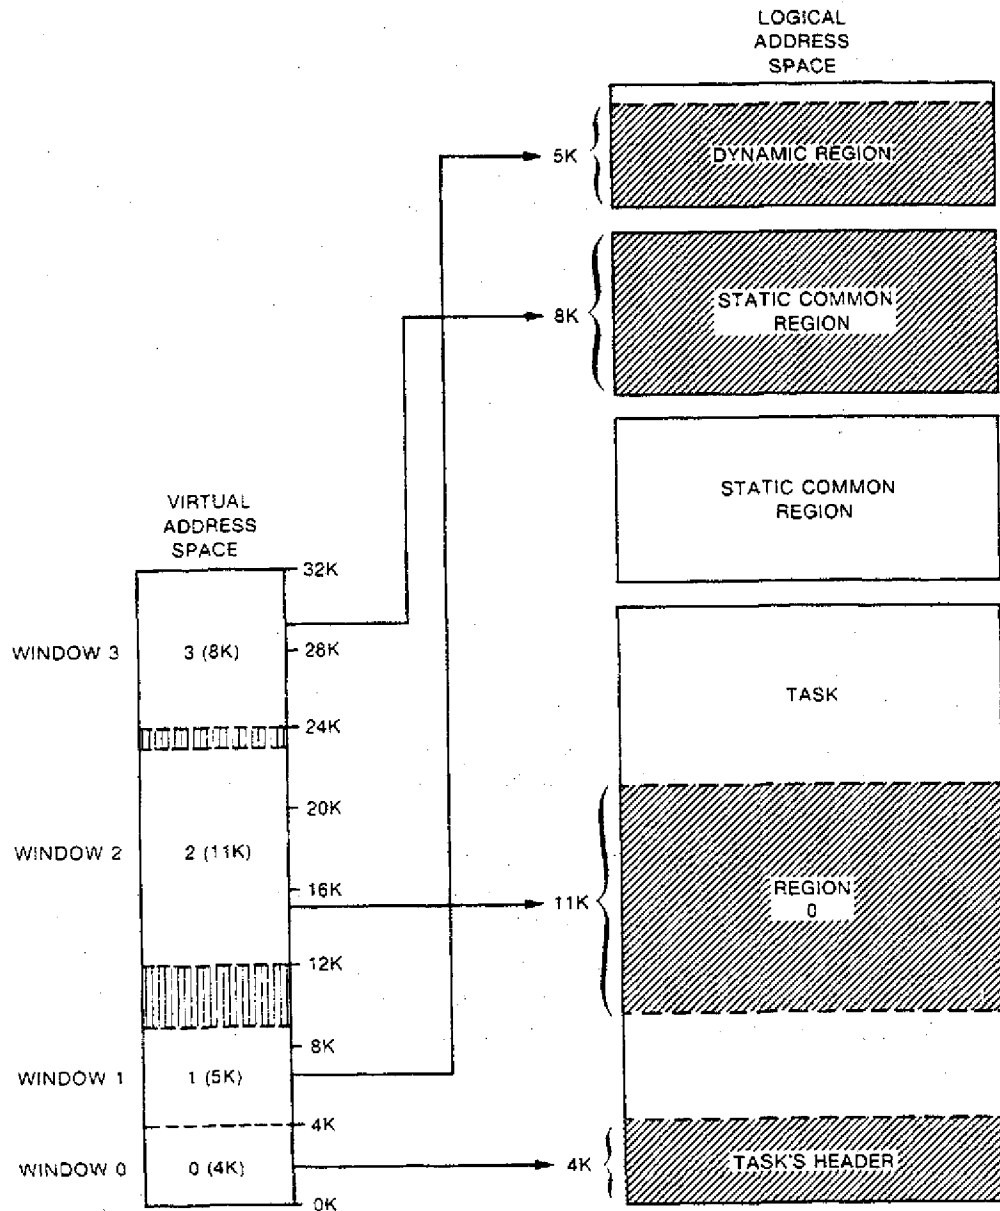 LOGICAL
ADDRESS
SPACE
5K
DYNAMIC REGION
8K
STATIC COMMON
REGION
STATIC COMMON
REGION
VIRTUAL
ADDRESS
SPACE
32K
WINDOW 3
3 (8K)
28K
TASK
24K
20K
WINDOW 2
2 (11K)
16K
11K
REGION
0
12K
8K
WINDOW 1
1 (5K)
4K
WINDOW 0
0 (4K)
4K
TASK'S HEADER
0K